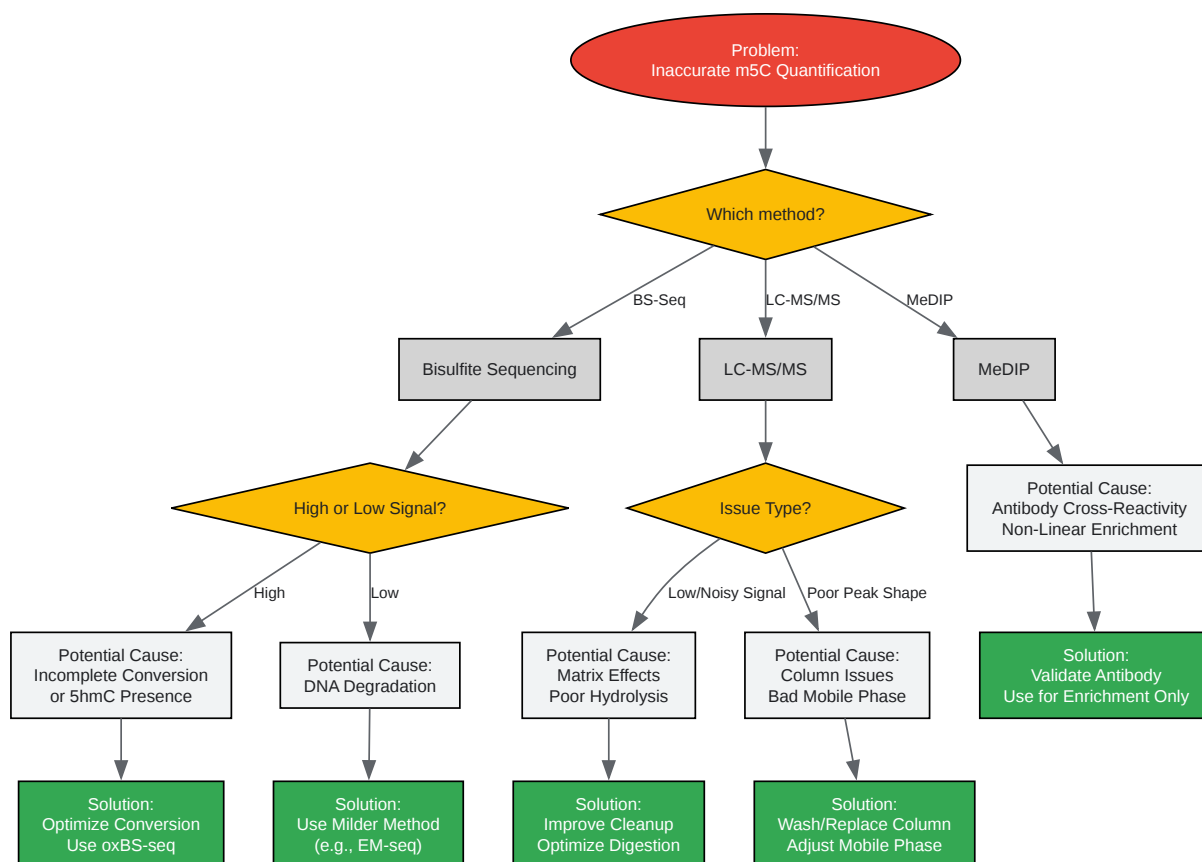 Problem:
Inaccurate m5C Quantification
Which method?
BS-Seq
LC-MS/MS
MeDIP
Bisulfite Sequencing
LC-MS/MS
MeDIP
High or Low Signal?
Issue Type?
Potential Cause:
Antibody Cross-Reactivity
Non-Linear Enrichment
High
Low
Low/Noisy Signal
Poor Peak Shape
Potential Cause:
Incomplete Conversion
or 5hmC Presence
Potential Cause:
DNA Degradation
Potential Cause:
Matrix Effects
Poor Hydrolysis
Potential Cause:
Column Issues
Bad Mobile Phase
Solution:
Validate Antibody
Use for Enrichment Only
Solution:
Optimize Conversion
Use oxBS-seq
Solution:
Use Milder Method
(e.g., EM-seq)
Solution:
Improve Cleanup
Optimize Digestion
Solution:
Wash/Replace Column
Adjust Mobile Phase